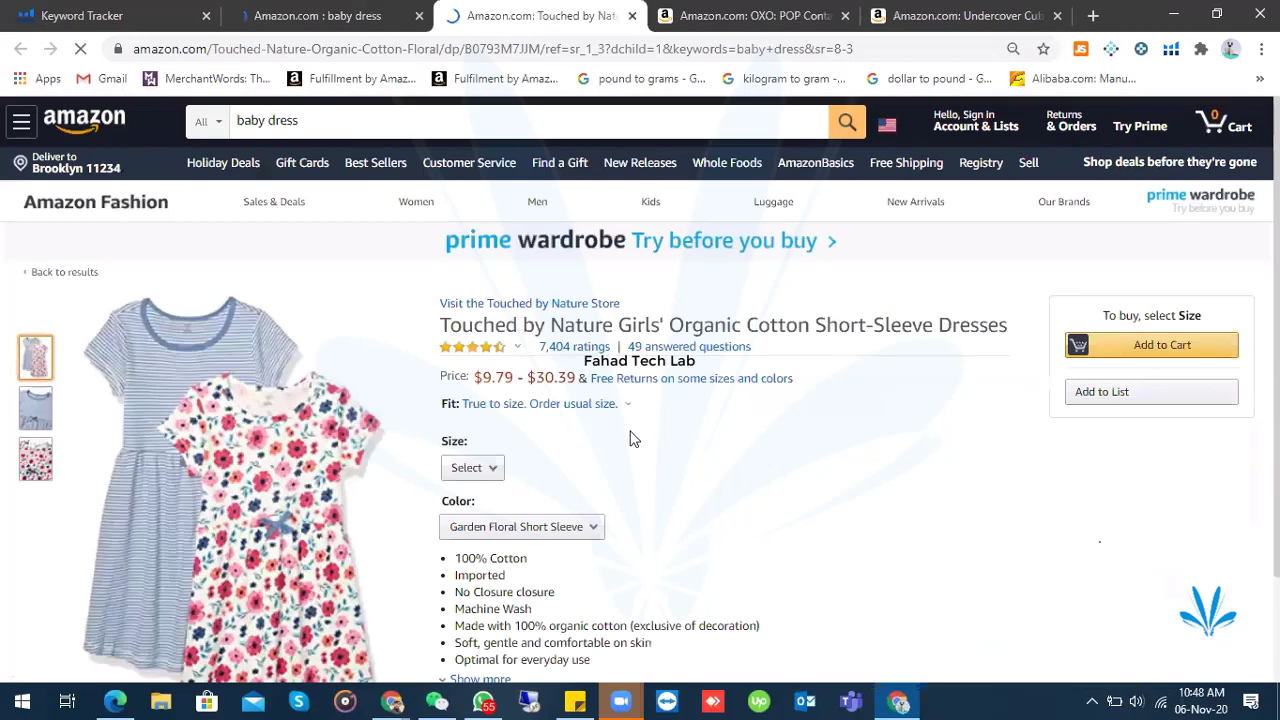 Keyword Tracker
Amazon.com : baby dress
Amazon.com: Touched by Nat
Amazon.com: OXO: POP Conta
Amazon.com: Undercover Cub
amazon.com/Touched-Nature-Organic-Cotton-Floral/dp/B0793M7JJM/ref=sr_1_3?dchild=1&keywords=baby+dress&sr=8-3
Apps
Gmail
MerchantWords: Th...
Fulfillment by Amaz...
Fulfilment by Amaz...
pound to grams - G...
kilogram to gram -...
dollar to pound - G...
Alibaba.com: Manu...
»
amazon
All
baby dress
Hello, Sign in
Account & Lists
Returns
& Orders
Try Prime
0
Cart
Deliver to
Brooklyn 11234
Holiday Deals
Gift Cards
Best Sellers
Customer Service
Find a Gift
New Releases
Whole Foods
AmazonBasics
Free Shipping
Registry
Sell
Shop deals before they're gone
Amazon Fashion
Sales & Deals
Women
Men
Kids
Luggage
New Arrivals
Our Brands
prime wardrobe
Try before you buy
prime wardrobe Try before you buy >
‹ Back to results
Visit the Touched by Nature Store
Touched by Nature Girls' Organic Cotton Short-Sleeve Dresses
7,404 ratings | 49 answered questions
Fahad Tech Lab
Price: $9.79 - $30.39 & Free Returns on some sizes and colors
Fit: True to size. Order usual size.
Size:
Select
Color:
Garden Floral Short Sleeve
• 100% Cotton
• Imported
• No Closure closure
• Machine Wash
• Made with 100% organic cotton (exclusive of decoration)
• Soft, gentle and comfortable on skin
• Optimal for everyday use
Show more
To buy, select Size
Add to Cart
Add to List
55
10:48 AM
06-Nov-20